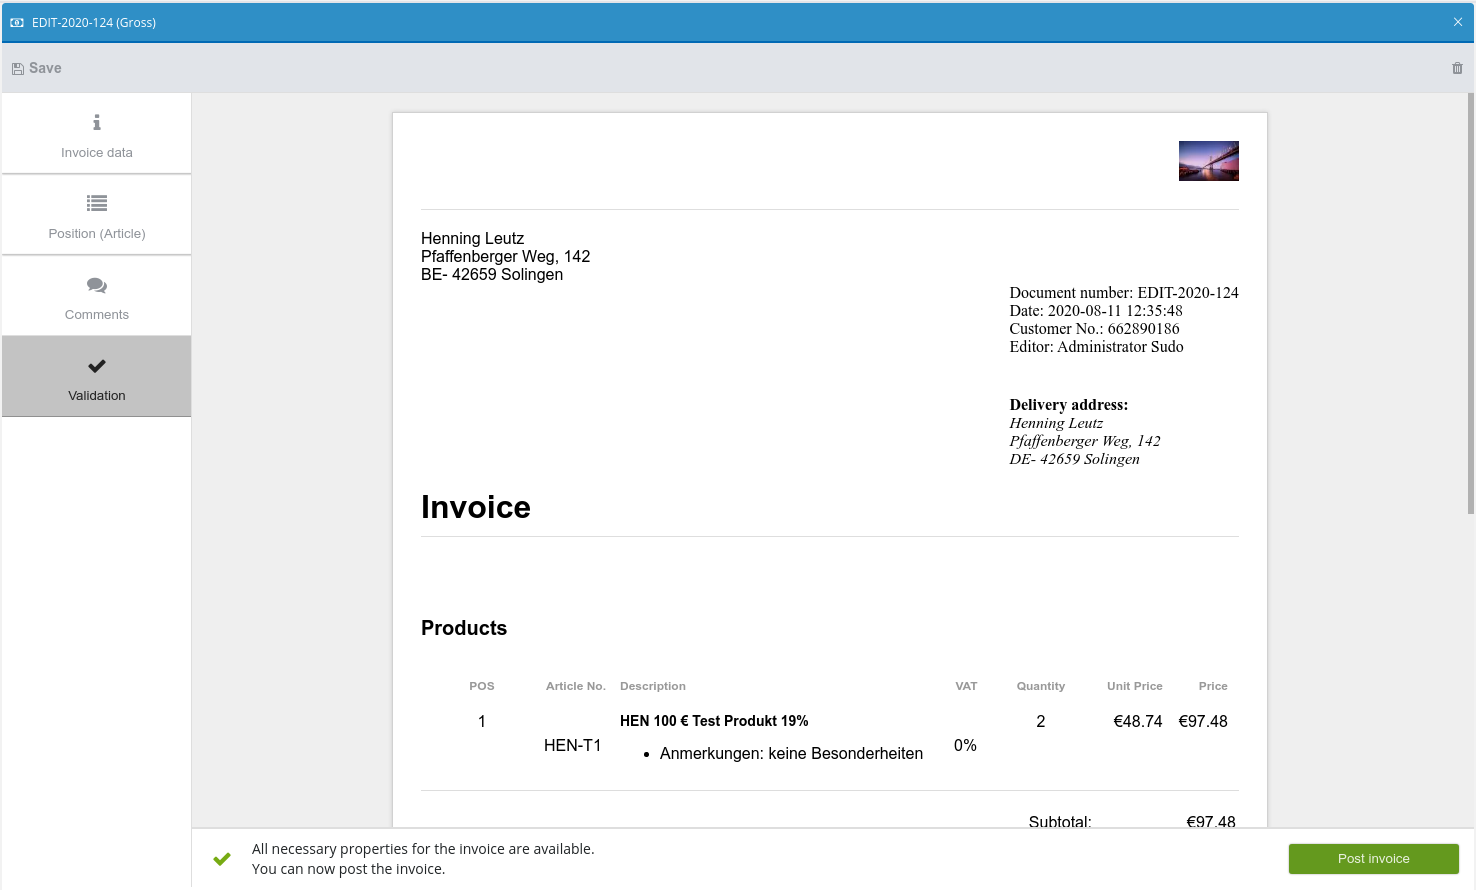 EDIT-2020-124 (Gross)
Save
Invoice data
Position (Article)
Comments
Validation
Henning Leutz
Pfaffenberger Weg, 142
BE- 42659 Solingen
Document number: EDIT-2020-124
Date: 2020-08-11 12:35:48
Customer No.: 662890186
Editor: Administrator Sudo
Delivery address:
Henning Leutz
Pfaffenberger Weg, 142
DE- 42659 Solingen
Invoice
Products
POS Article No. Description VAT Quantity Unit Price Price
1 HEN 100 € Test Produkt 19% 2 €48.74 €97.48
HEN-T1 • Anmerkungen: keine Besonderheiten 0%
Subtotal: €97.48
All necessary properties for the invoice are available.
You can now post the invoice.
Post invoice